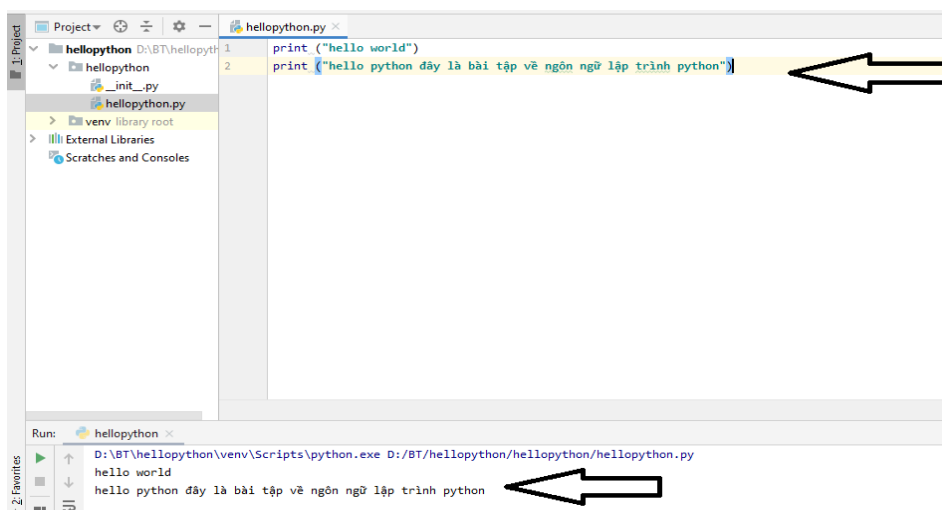 1: Project
Project
hellopython.py
hellopython D:\BT\hellopyth
hellopython
__init__.py
hellopython.py
venv library root
External Libraries
Scratches and Consoles
1 print ("hello world")
2 print ("hello python đây là bài tập về ngôn ngữ lập trình python")
Run: hellopython
D:\BT\hellopython\venv\Scripts\python.exe D:/BT/hellopython/hellopython/hellopython.py
hello world
hello python đây là bài tập về ngôn ngữ lập trình python
2: Favorites